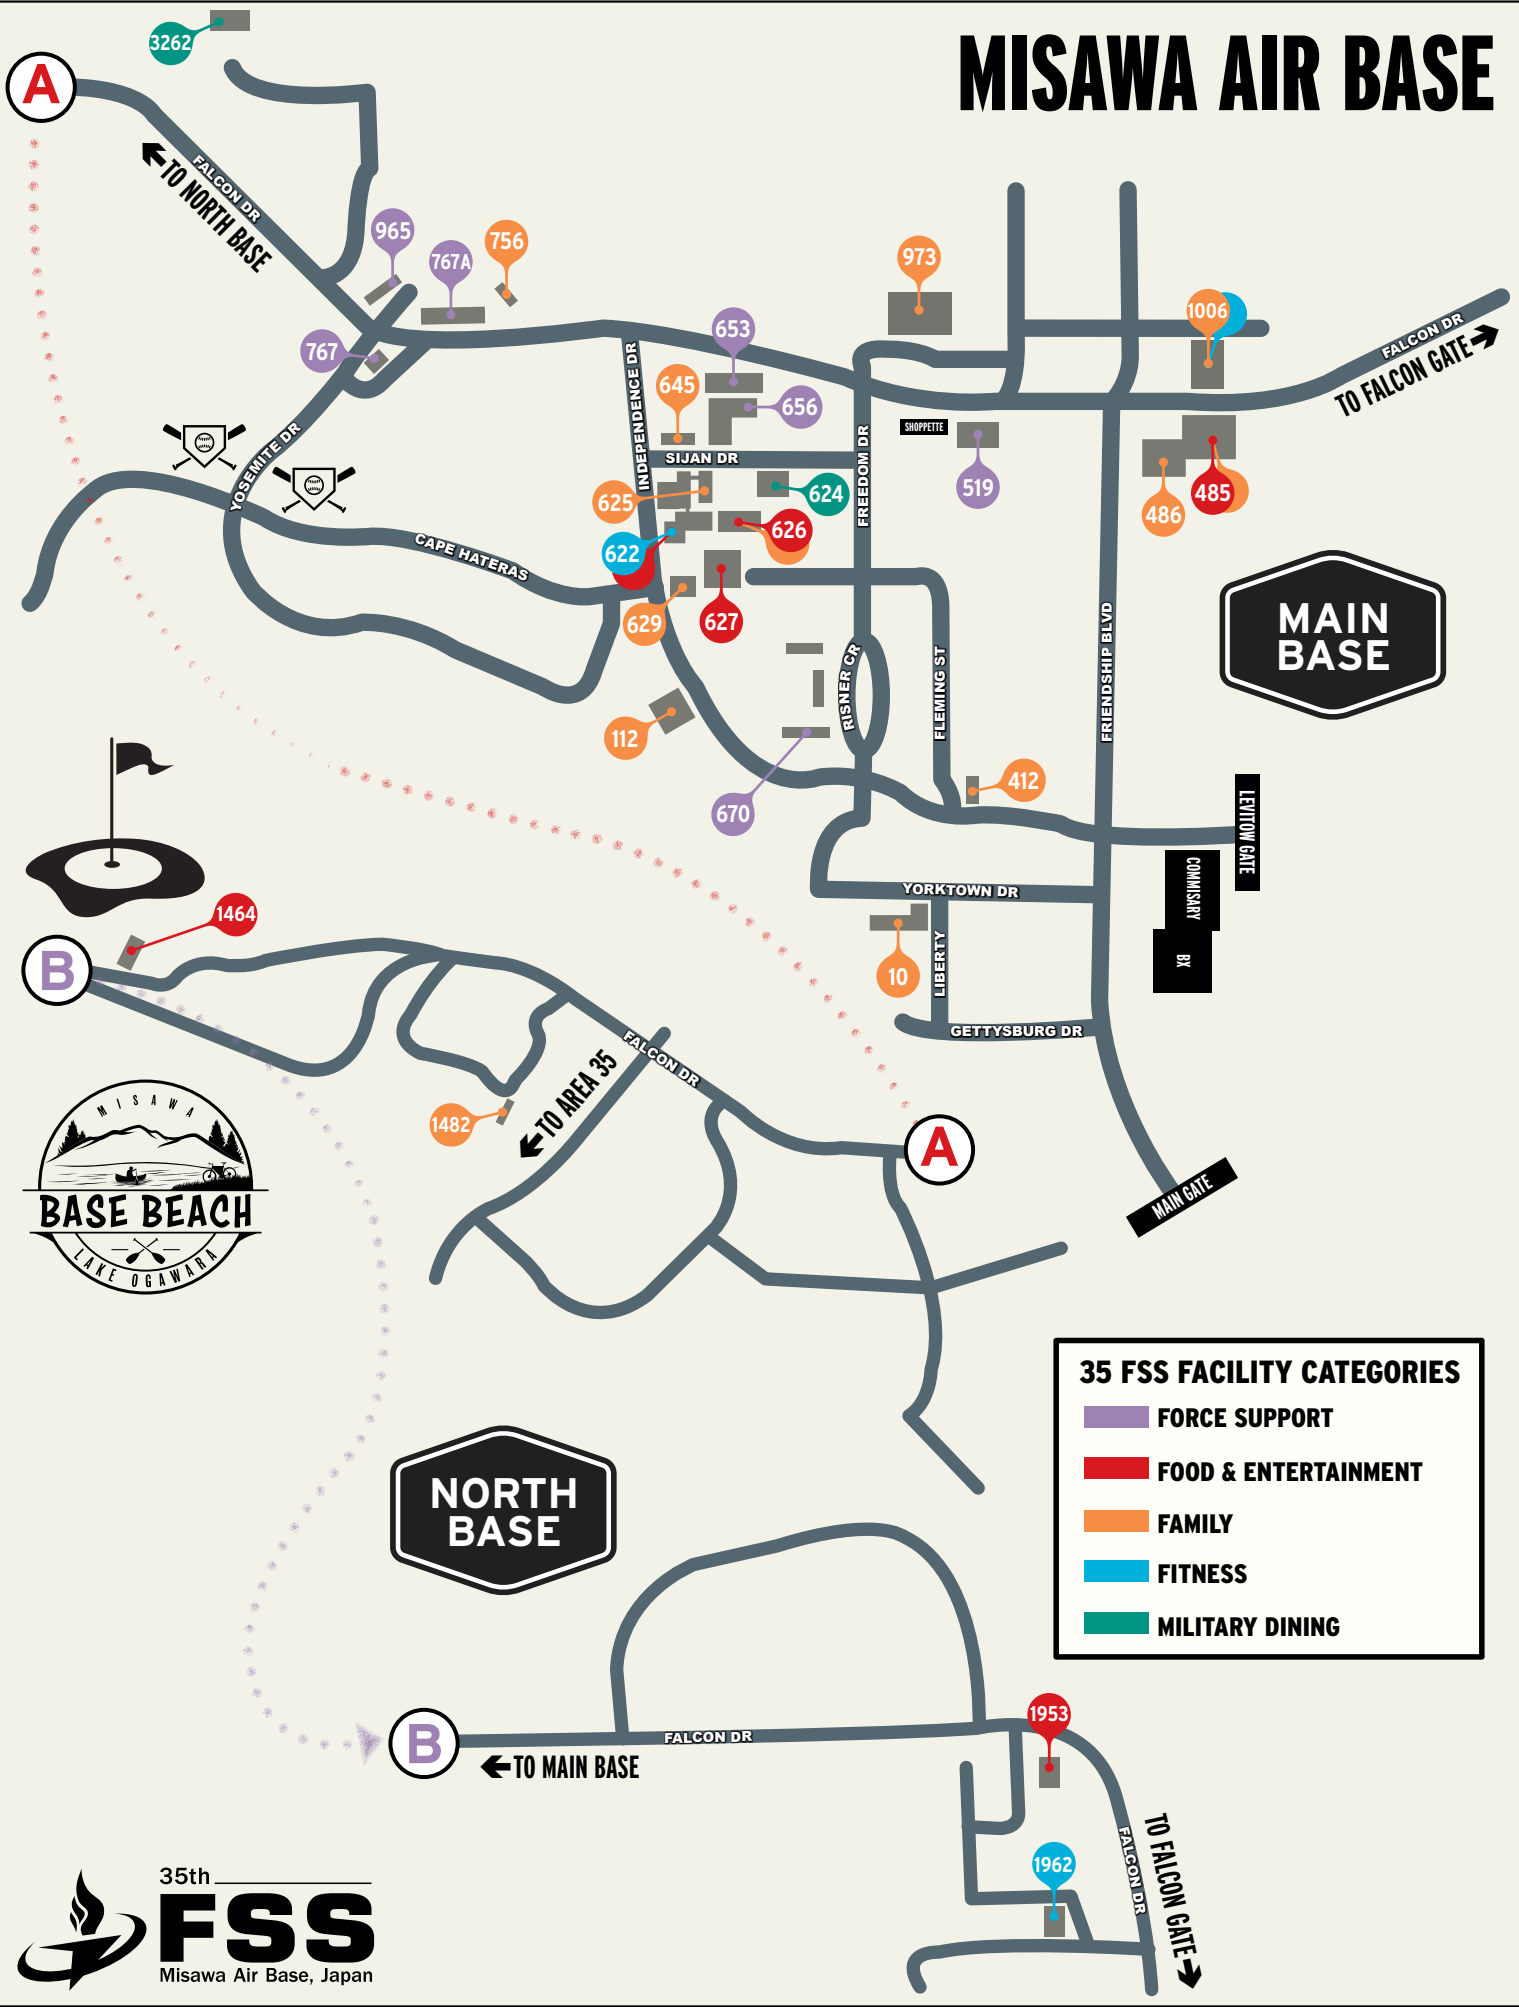 MISAWA AIR BASE
3262
A
FALCON DR
TO NORTH BASE
965
767A
756
767
653
973
1006
FALCON DR
TO FALCON GATE
INDEPENDENCE DR
645
656
SHOPPETTE
519
SIJAN DR
FREEDOM DR
YOSEMITE DR
625
624
626
622
486
485
CAPE HATERAS
629
627
MAIN
BASE
RISNER CR
FLEMING ST
FRIENDSHIP BLVD
112
670
412
LEVITOW GATE
COMMISARY
BX
YORKTOWN DR
10
LIBERTY
GETTYSBURG DR
MAIN GATE
1464
B
FALCON DR
TO AREA 35
1482
A
MISAWA
BASE BEACH
LAKE OGAWARA
35 FSS FACILITY CATEGORIES
FORCE SUPPORT
FOOD & ENTERTAINMENT
FAMILY
FITNESS
MILITARY DINING
NORTH
BASE
B
FALCON DR
TO MAIN BASE
1953
1962
FALCON DR
TO FALCON GATE
35th
FSS
Misawa Air Base, Japan